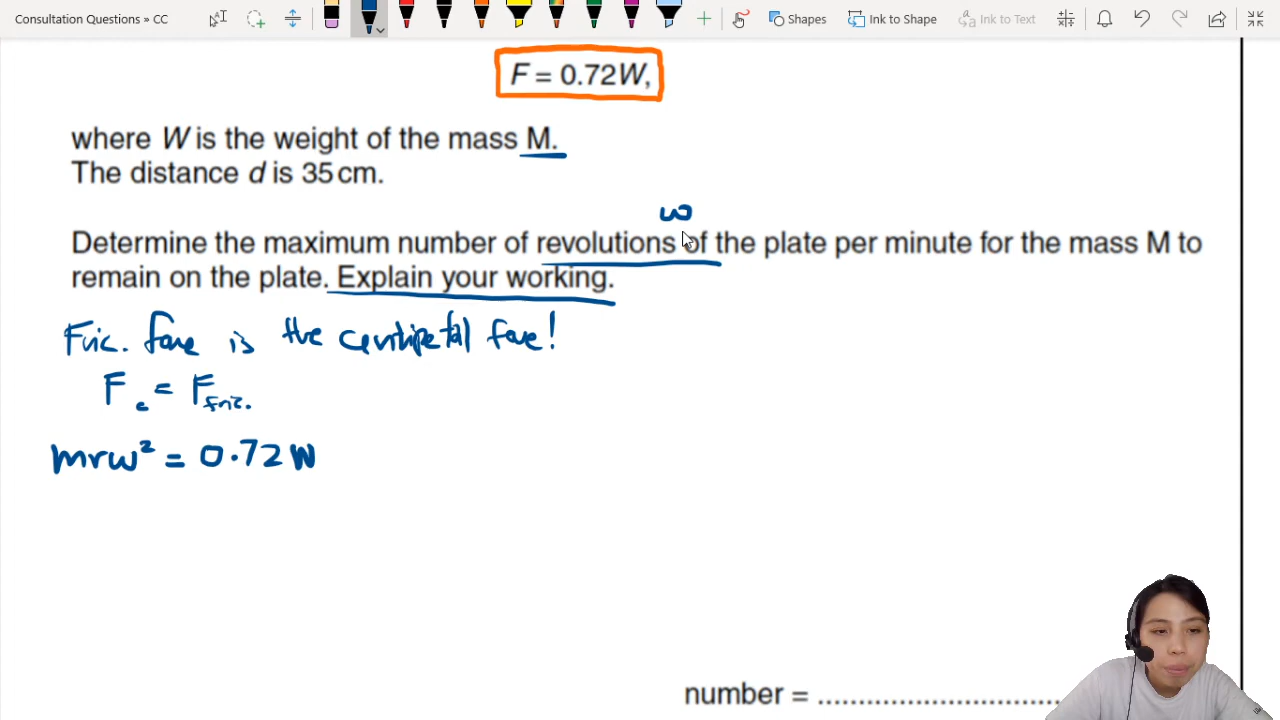 Consultation Questions » CC
Shapes
Ink to Shape
Ink to Text
F = 0.72W,
where W is the weight of the mass M.
The distance d is 35 cm.
ω
Determine the maximum number of revolutions of the plate per minute for the mass M to
remain on the plate. Explain your working.
Fric. force is the centripetal force!
Fc = Ffric.
mrω² = 0.72W
number = ..............................